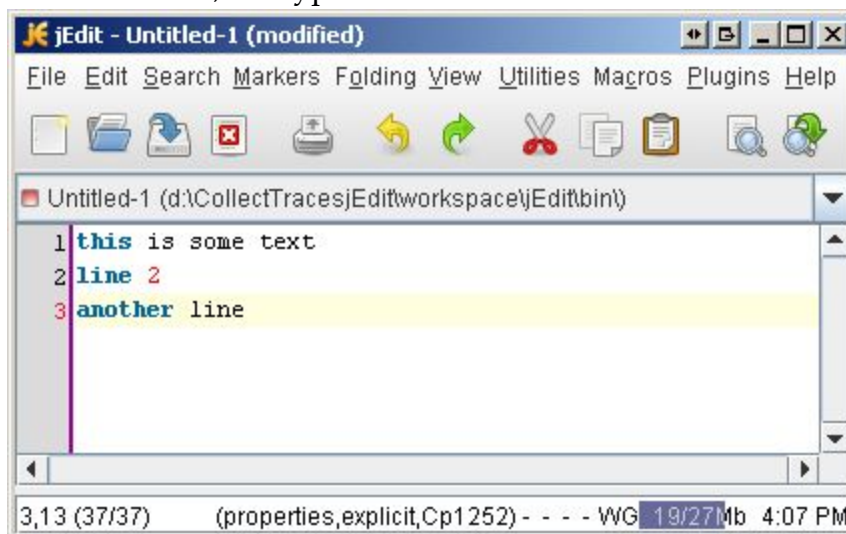 jEdit - Untitled-1 (modified)
File Edit Search Markers Folding View Utilities Macros Plugins Help
Untitled-1 (d:\CollectTracesjEdit\workspace\jEdit\bin\)
1 this is some text
2 line 2
3 another line
3,13 (37/37) (properties,explicit,Cp1252) - - - - WG 19/27Mb 4:07 PM